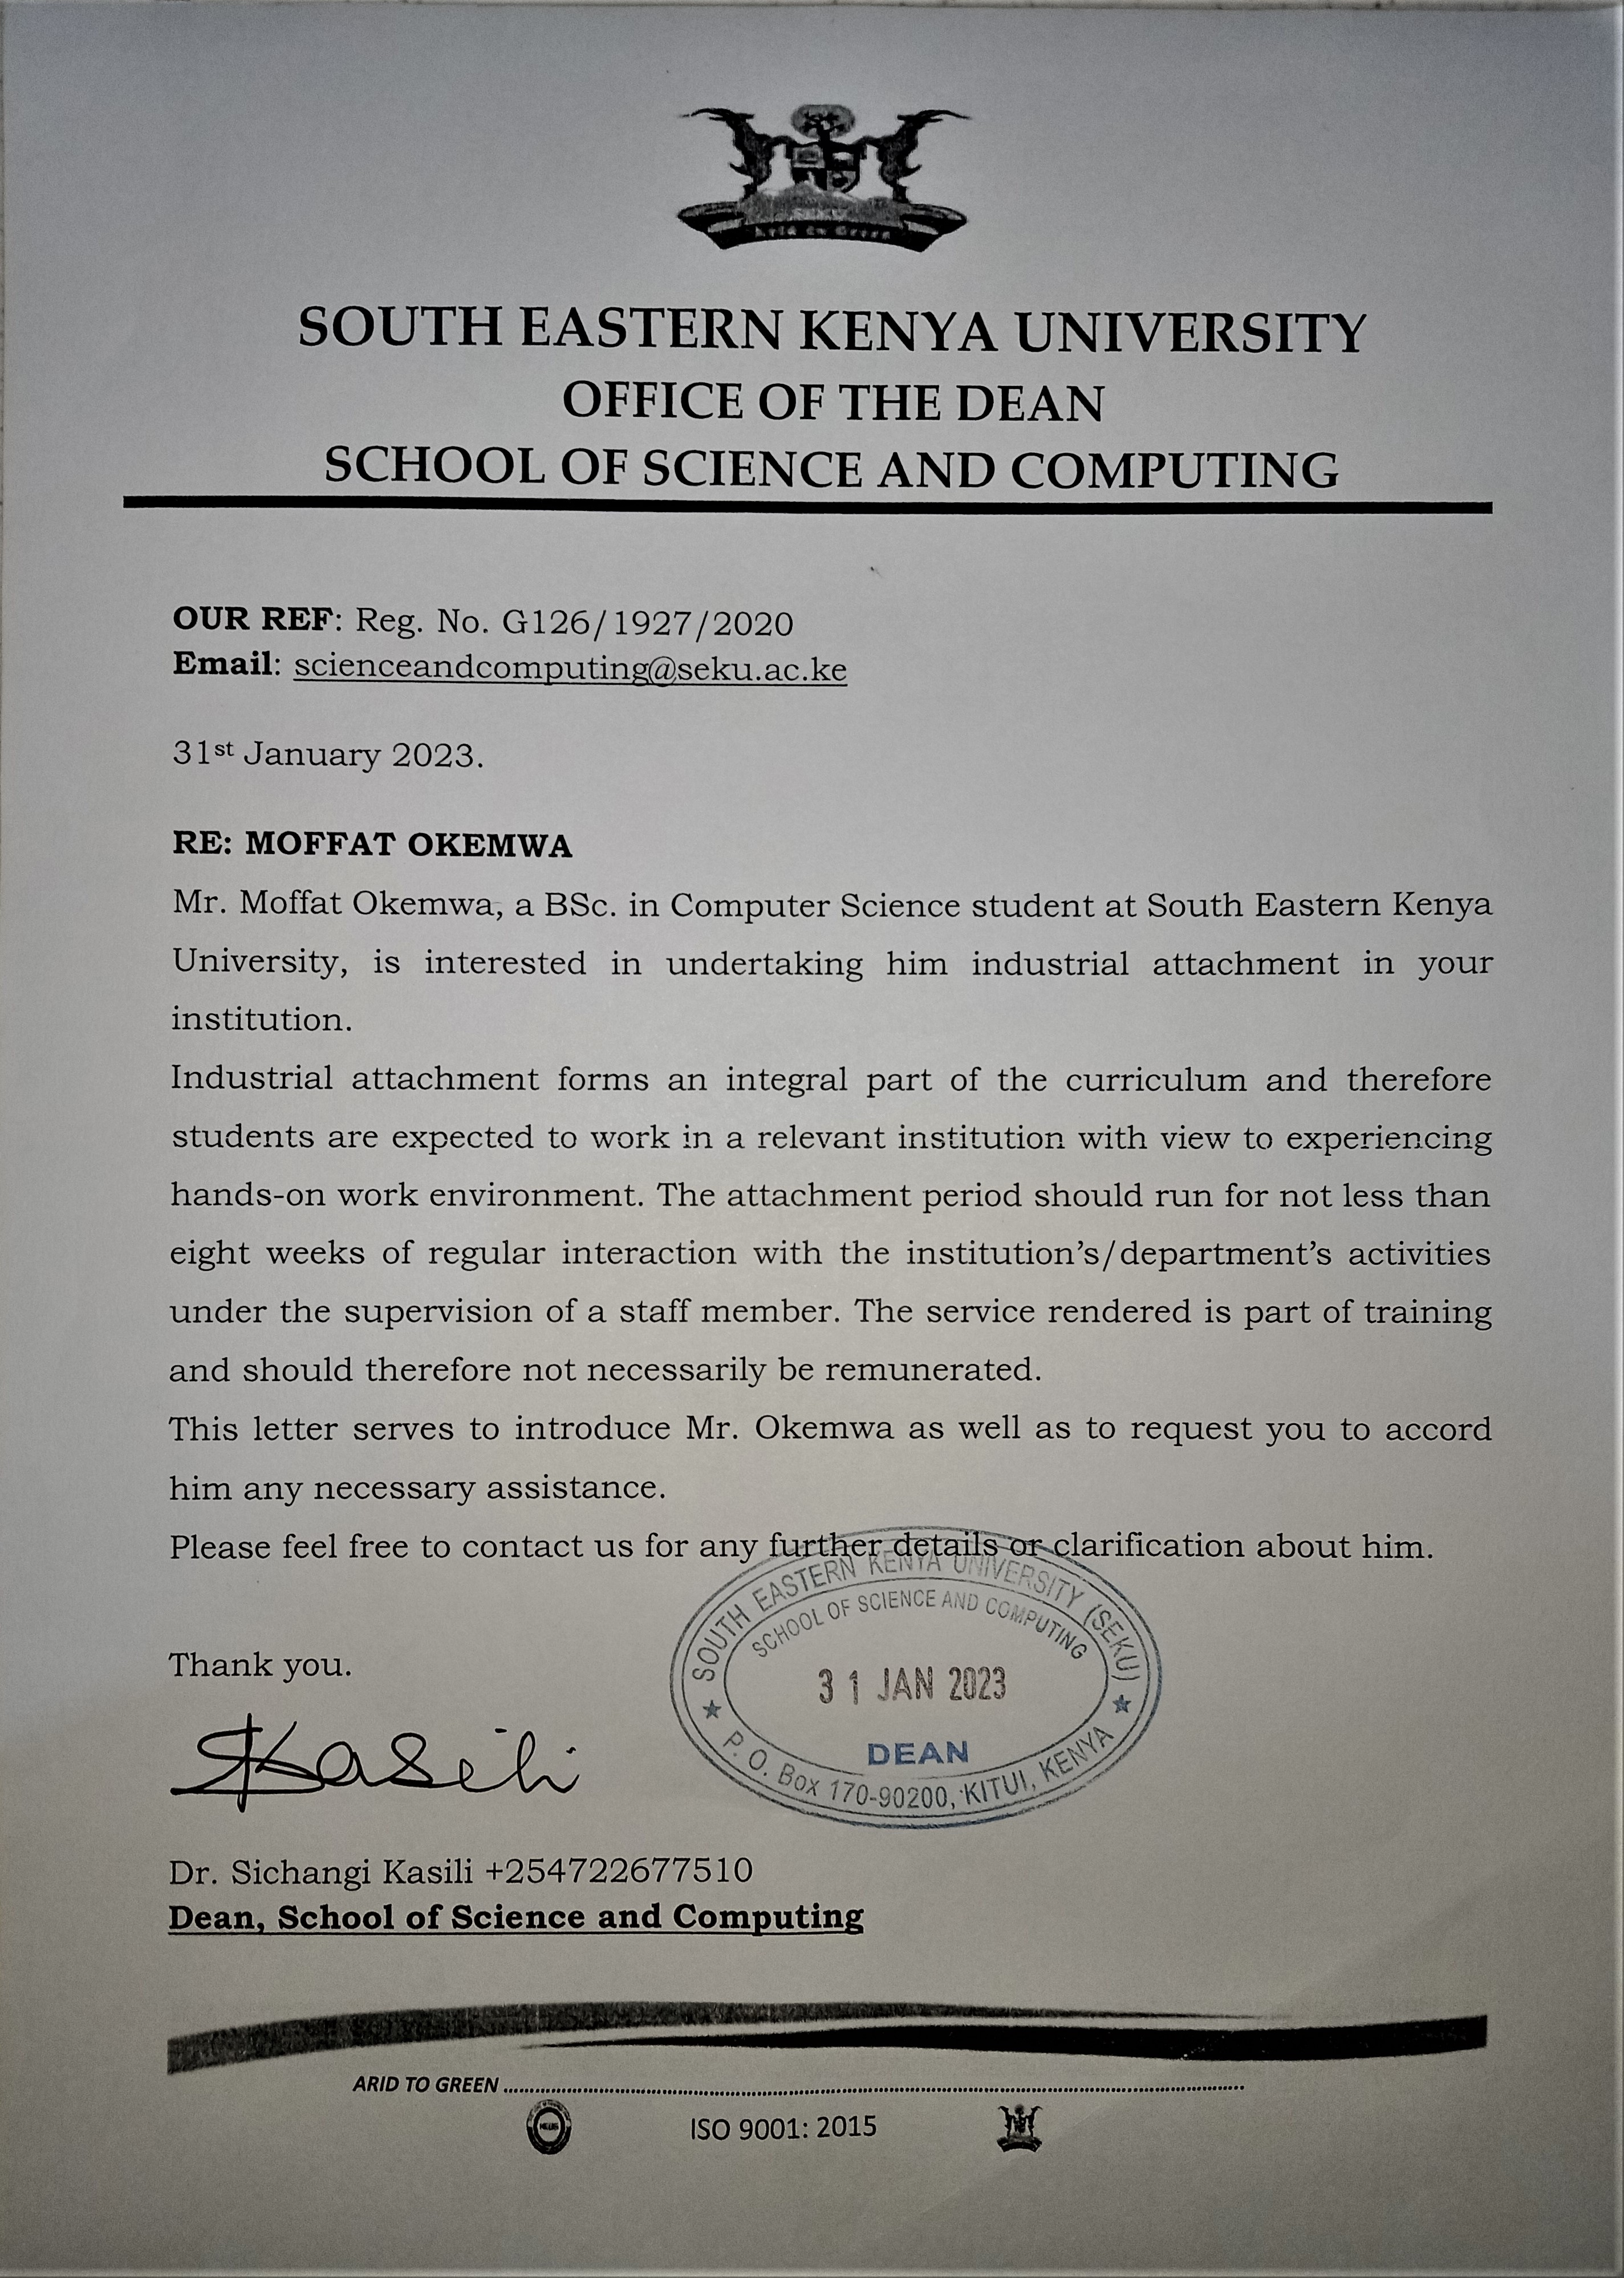 Arid to Green
SOUTH EASTERN KENYA UNIVERSITY
OFFICE OF THE DEAN
SCHOOL OF SCIENCE AND COMPUTING
OUR REF: Reg. No. G126/1927/2020
Email: scienceandcomputing@seku.ac.ke
31st January 2023.
RE: MOFFAT OKEMWA
Mr. Moffat Okemwa, a BSc. in Computer Science student at South Eastern Kenya
University, is interested in undertaking him industrial attachment in your
institution.
Industrial attachment forms an integral part of the curriculum and therefore
students are expected to work in a relevant institution with view to experiencing
hands-on work environment. The attachment period should run for not less than
eight weeks of regular interaction with the institution’s/department’s activities
under the supervision of a staff member. The service rendered is part of training
and should therefore not necessarily be remunerated.
This letter serves to introduce Mr. Okemwa as well as to request you to accord
him any necessary assistance.
Please feel free to contact us for any further details or clarification about him.
SOUTH EASTERN KENYA UNIVERSITY (SEKU)
SCHOOL OF SCIENCE AND COMPUTING
31 JAN 2023
DEAN
P. O. Box 170-90200, KITUI, KENYA
Thank you.
SKasili
Dr. Sichangi Kasili +254722677510
Dean, School of Science and Computing
ARID TO GREEN
ISO 9001: 2015